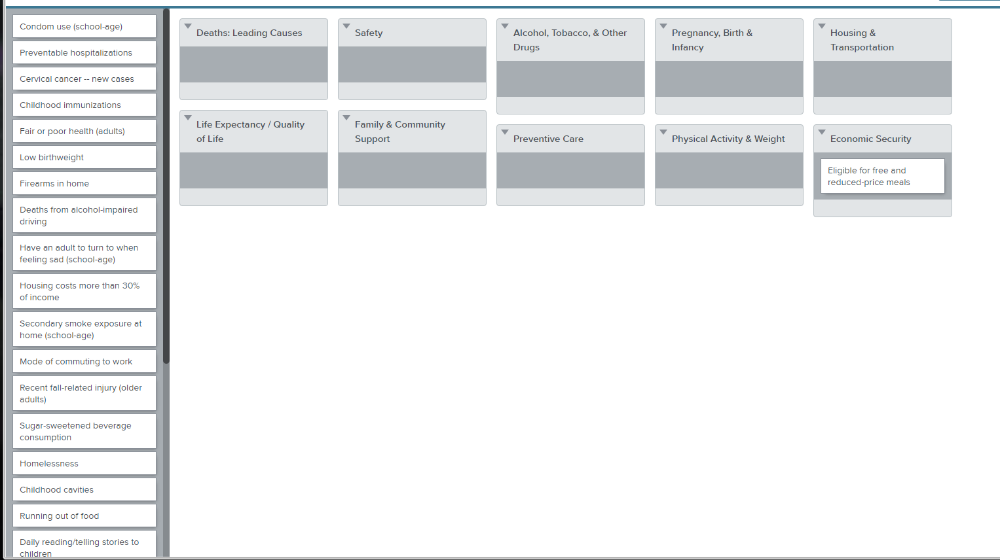 Condom use (school-age)
Preventable hospitalizations
Cervical cancer -- new cases
Childhood immunizations
Fair or poor health (adults)
Low birthweight
Firearms in home
Deaths from alcohol-impaired
driving
Have an adult to turn to when
feeling sad (school-age)
Housing costs more than 30%
of income
Secondary smoke exposure at
home (school-age)
Mode of commuting to work
Recent fall-related injury (older
adults)
Sugar-sweetened beverage
consumption
Homelessness
Childhood cavities
Running out of food
Daily reading/telling stories to
children
Deaths: Leading Causes
Safety
Alcohol, Tobacco, & Other
Drugs
Pregnancy, Birth &
Infancy
Housing &
Transportation
Life Expectancy / Quality
of Life
Family & Community
Support
Preventive Care
Physical Activity & Weight
Economic Security
Eligible for free and
reduced-price meals